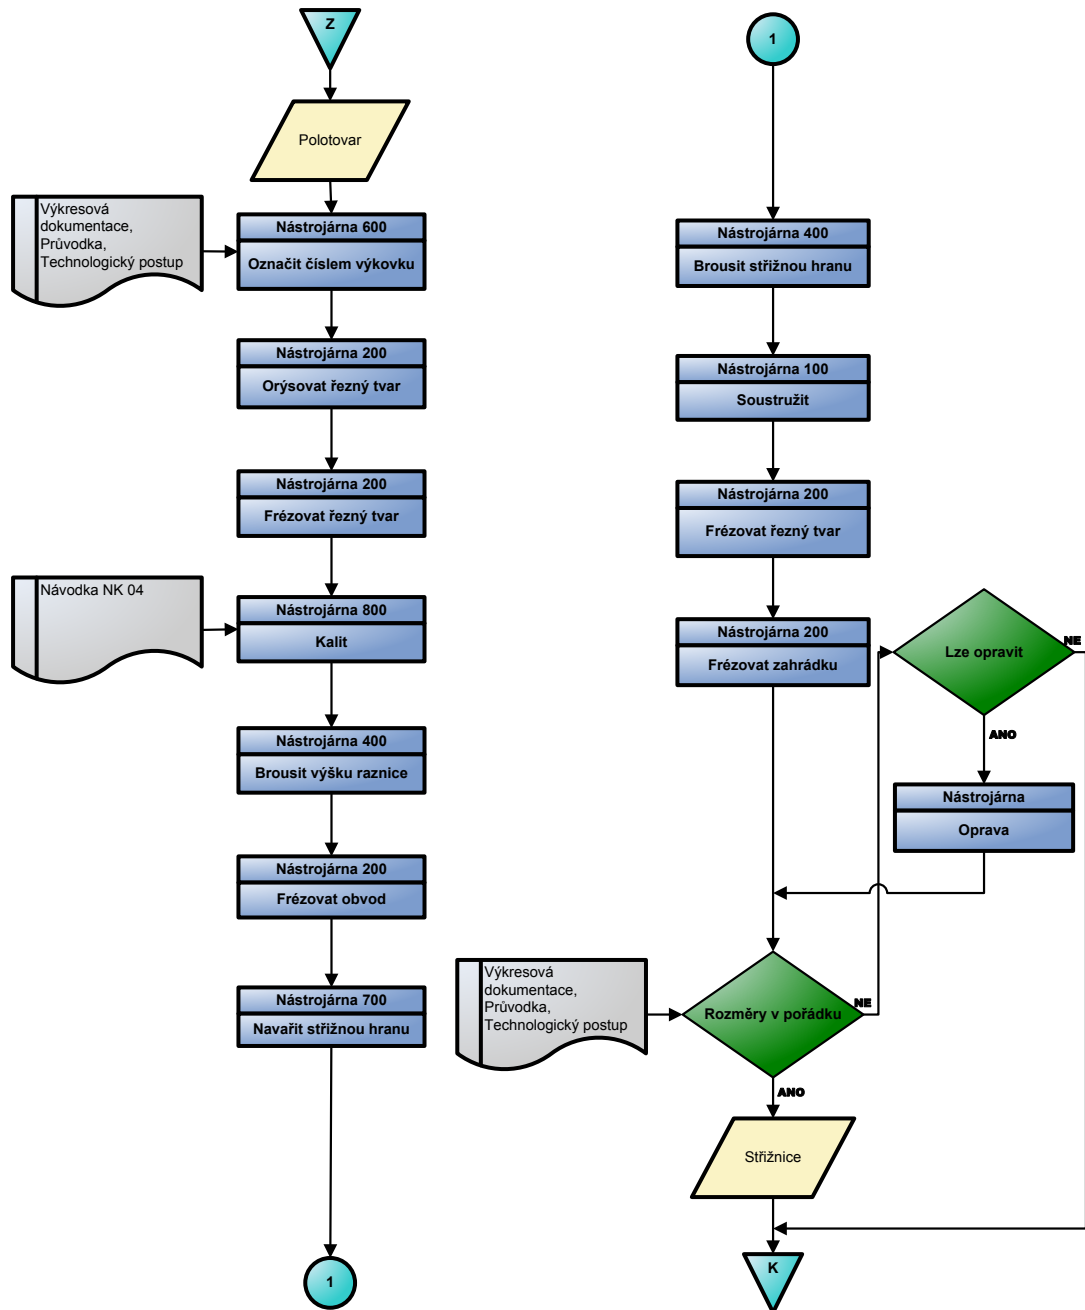 Z
Polotovar
Výkresová
dokumentace,
Průvodka,
Technologický postup
Nástrojárna 600
Označit číslem výkovku
Nástrojárna 200
Orýsovat řezný tvar
Nástrojárna 200
Frézovat řezný tvar
Návodka NK 04
Nástrojárna 800
Kalit
Nástrojárna 400
Brousit výšku raznice
Nástrojárna 200
Frézovat obvod
Nástrojárna 700
Navařit střižnou hranu
1
1
Nástrojárna 400
Brousit střižnou hranu
Nástrojárna 100
Soustružit
Nástrojárna 200
Frézovat řezný tvar
Nástrojárna 200
Frézovat zahrádku
Lze opravit
NE
ANO
Nástrojárna
Oprava
Výkresová
dokumentace,
Průvodka,
Technologický postup
Rozměry v pořádku
NE
ANO
Střižnice
K